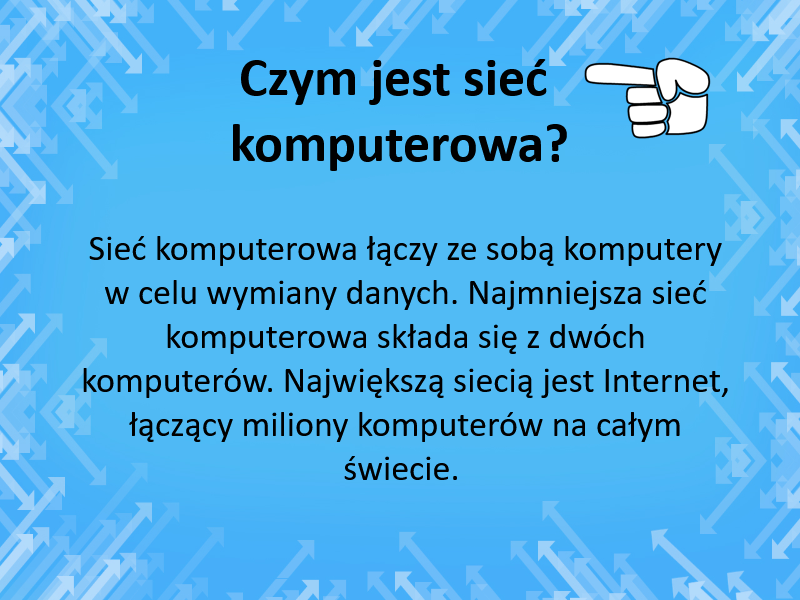 Czym jest sieć
komputerowa?
Sieć komputerowa łączy ze sobą komputery
w celu wymiany danych. Najmniejsza sieć
komputerowa składa się z dwóch
komputerów. Największą siecią jest Internet,
łączący miliony komputerów na całym
świecie.